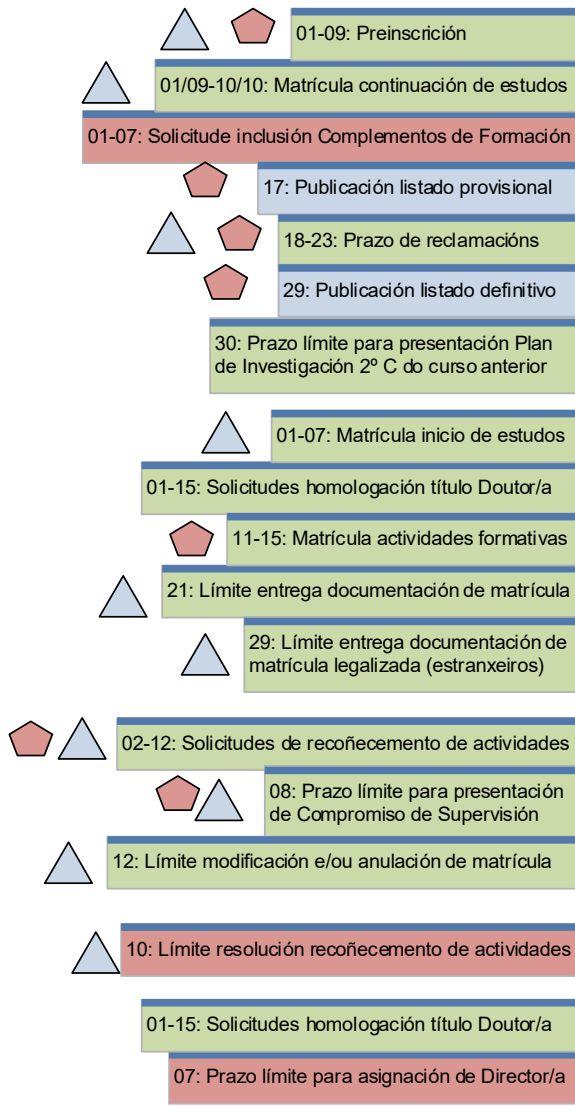 01-09: Preinscrición
01/09-10/10: Matrícula continuación de estudos
01-07: Solicitude inclusión Complementos de Formación
17: Publicación listado provisional
18-23: Prazo de reclamacións
29: Publicación listado definitivo
30: Prazo límite para presentación Plan
de Investigación 2º C do curso anterior
01-07: Matrícula inicio de estudos
01-15: Solicitudes homologación título Doutor/a
11-15: Matrícula actividades formativas
21: Límite entrega documentación de matrícula
29: Límite entrega documentación de
matrícula legalizada (estranxeiros)
02-12: Solicitudes de recoñecemento de actividades
08: Prazo límite para presentación
de Compromiso de Supervisión
12: Límite modificación e/ou anulación de matrícula
10: Límite resolución recoñecemento de actividades
01-15: Solicitudes homologación título Doutor/a
07: Prazo límite para asignación de Director/a